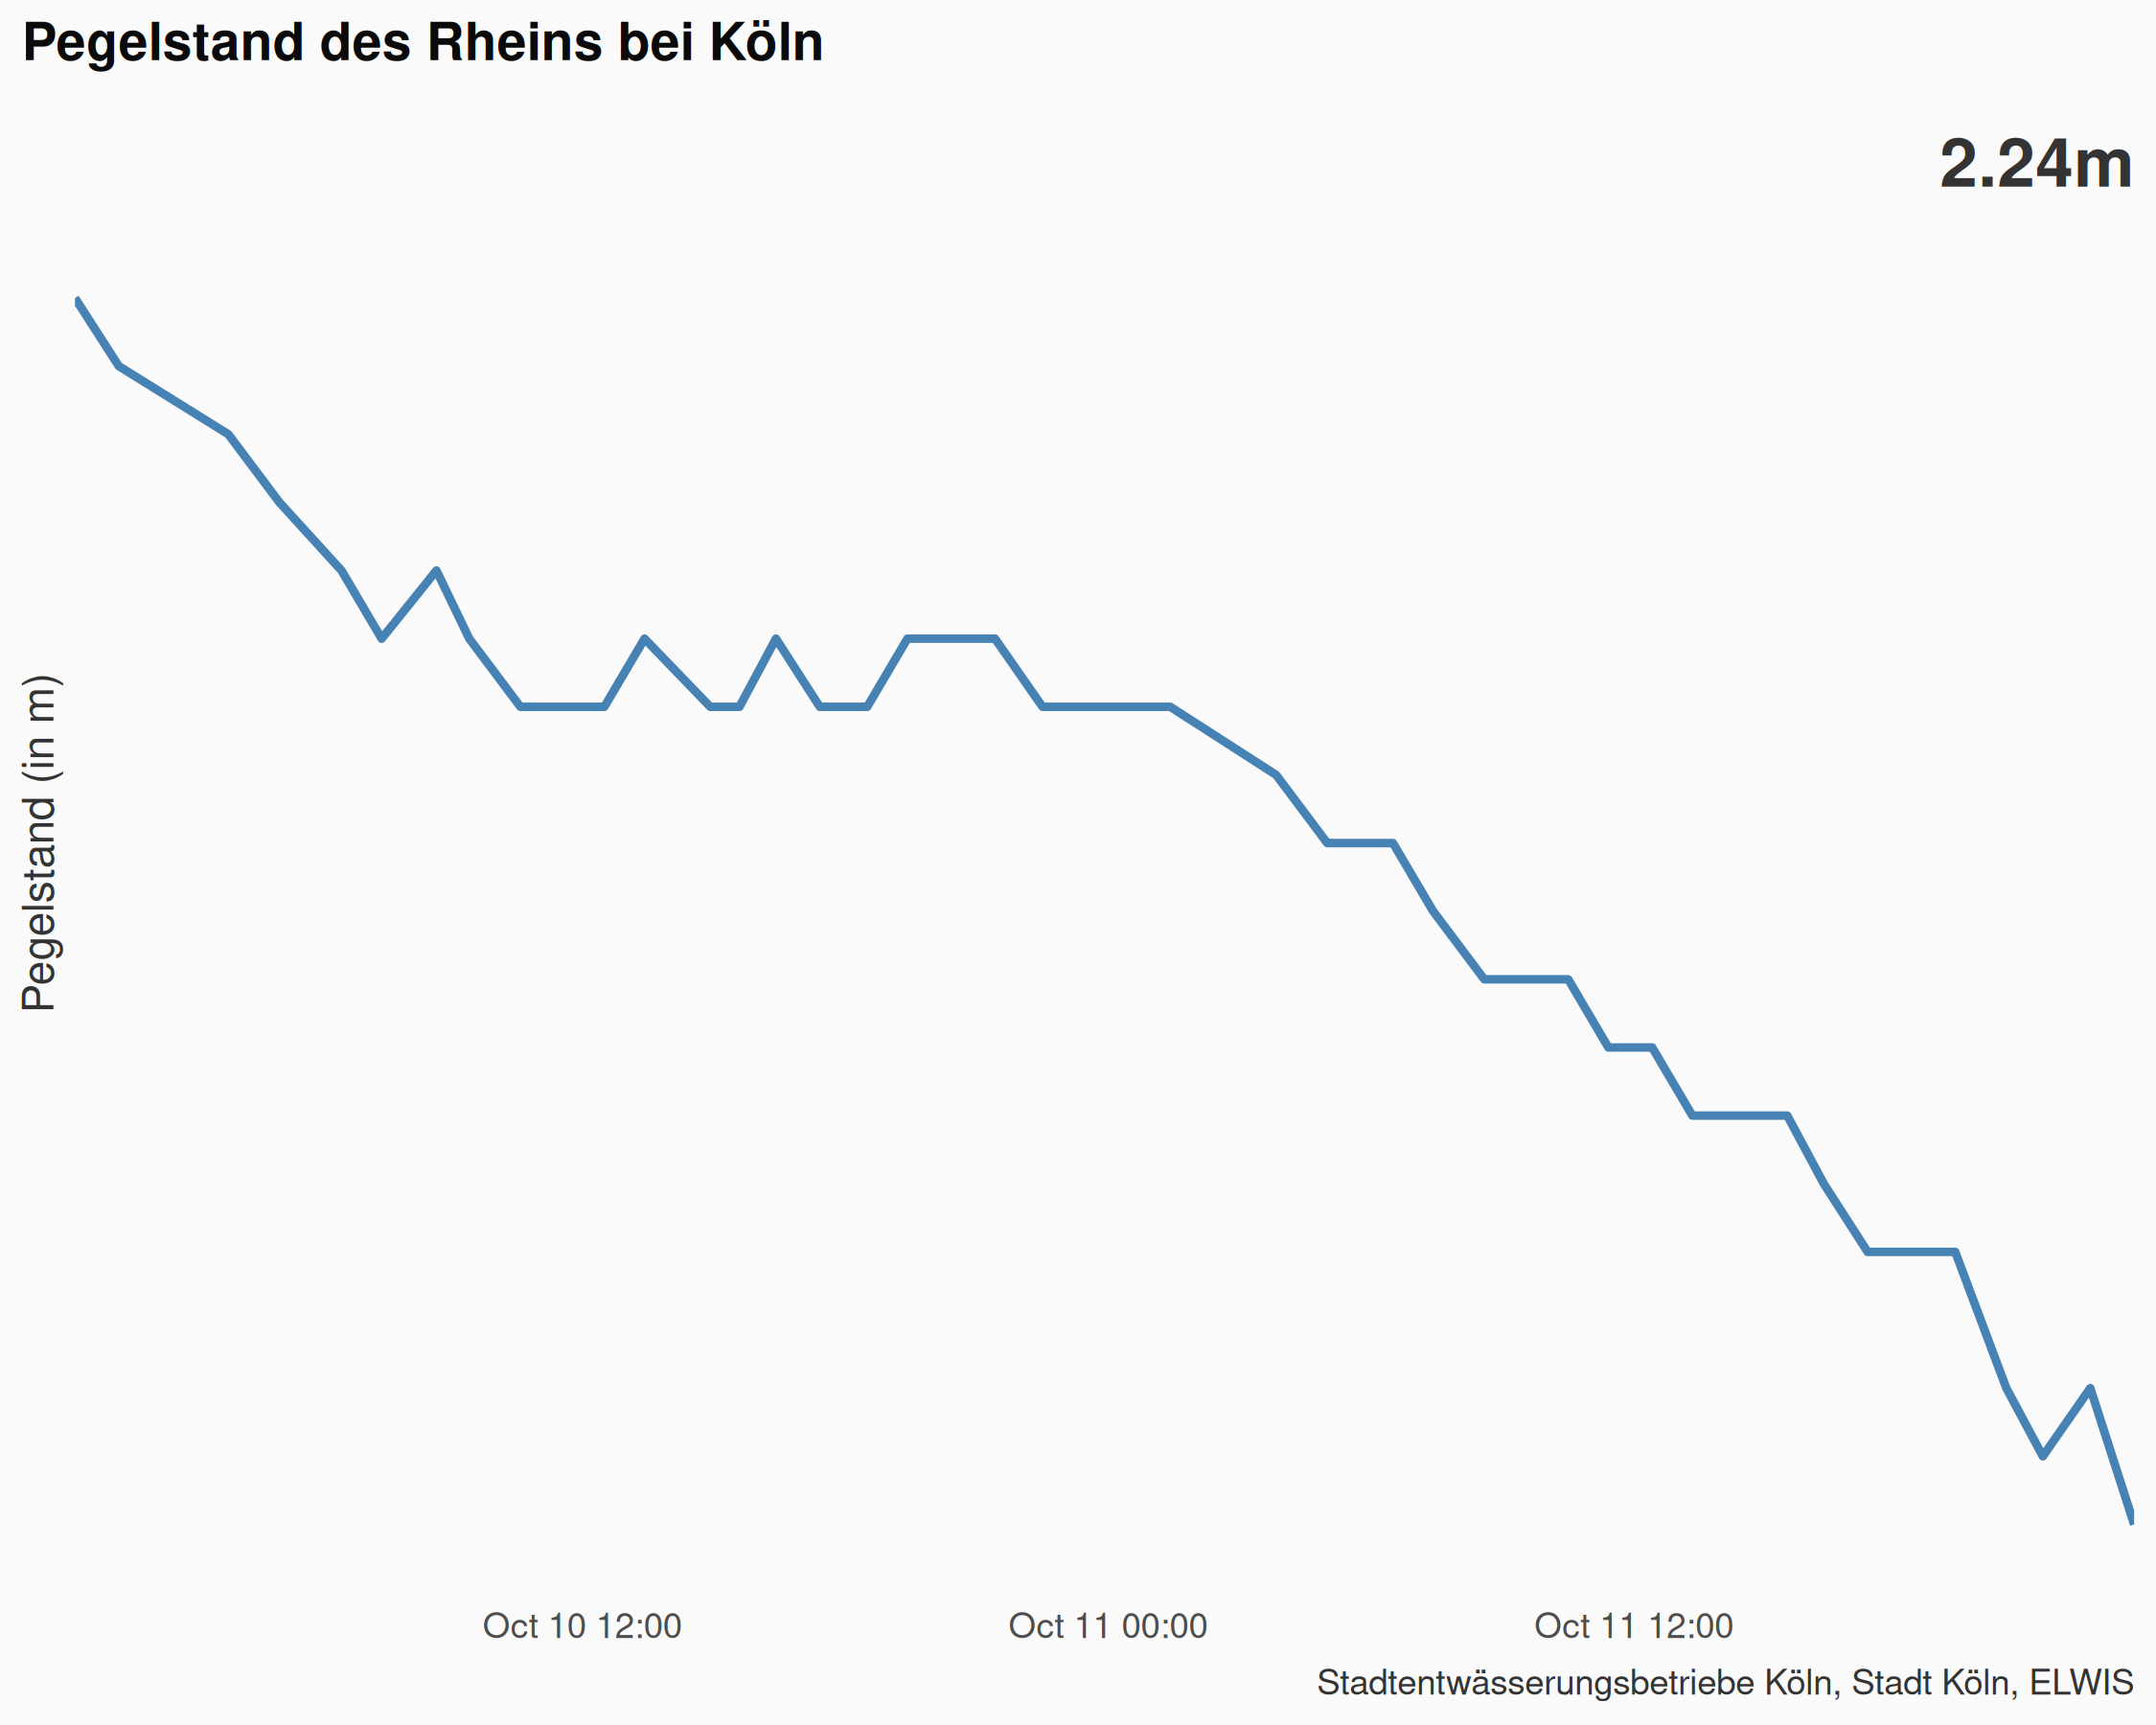 Pegelstand des Rheins bei Köln
2.24m
Pegelstand (in m)
Oct 10 12:00
Oct 11 00:00
Oct 11 12:00
Stadtentwässerungsbetriebe Köln, Stadt Köln, ELWIS